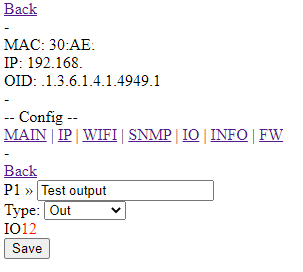 Back
-
MAC: 30:AE.
IP: 192.168.
OID: .1.3.6.1.4.1.4949.1
-
-- Config --
MAIN | IP | WIFI | SNMP | IO | INFO | FW
-
Back
P1 » Test output
Type: Out
IO12
Save